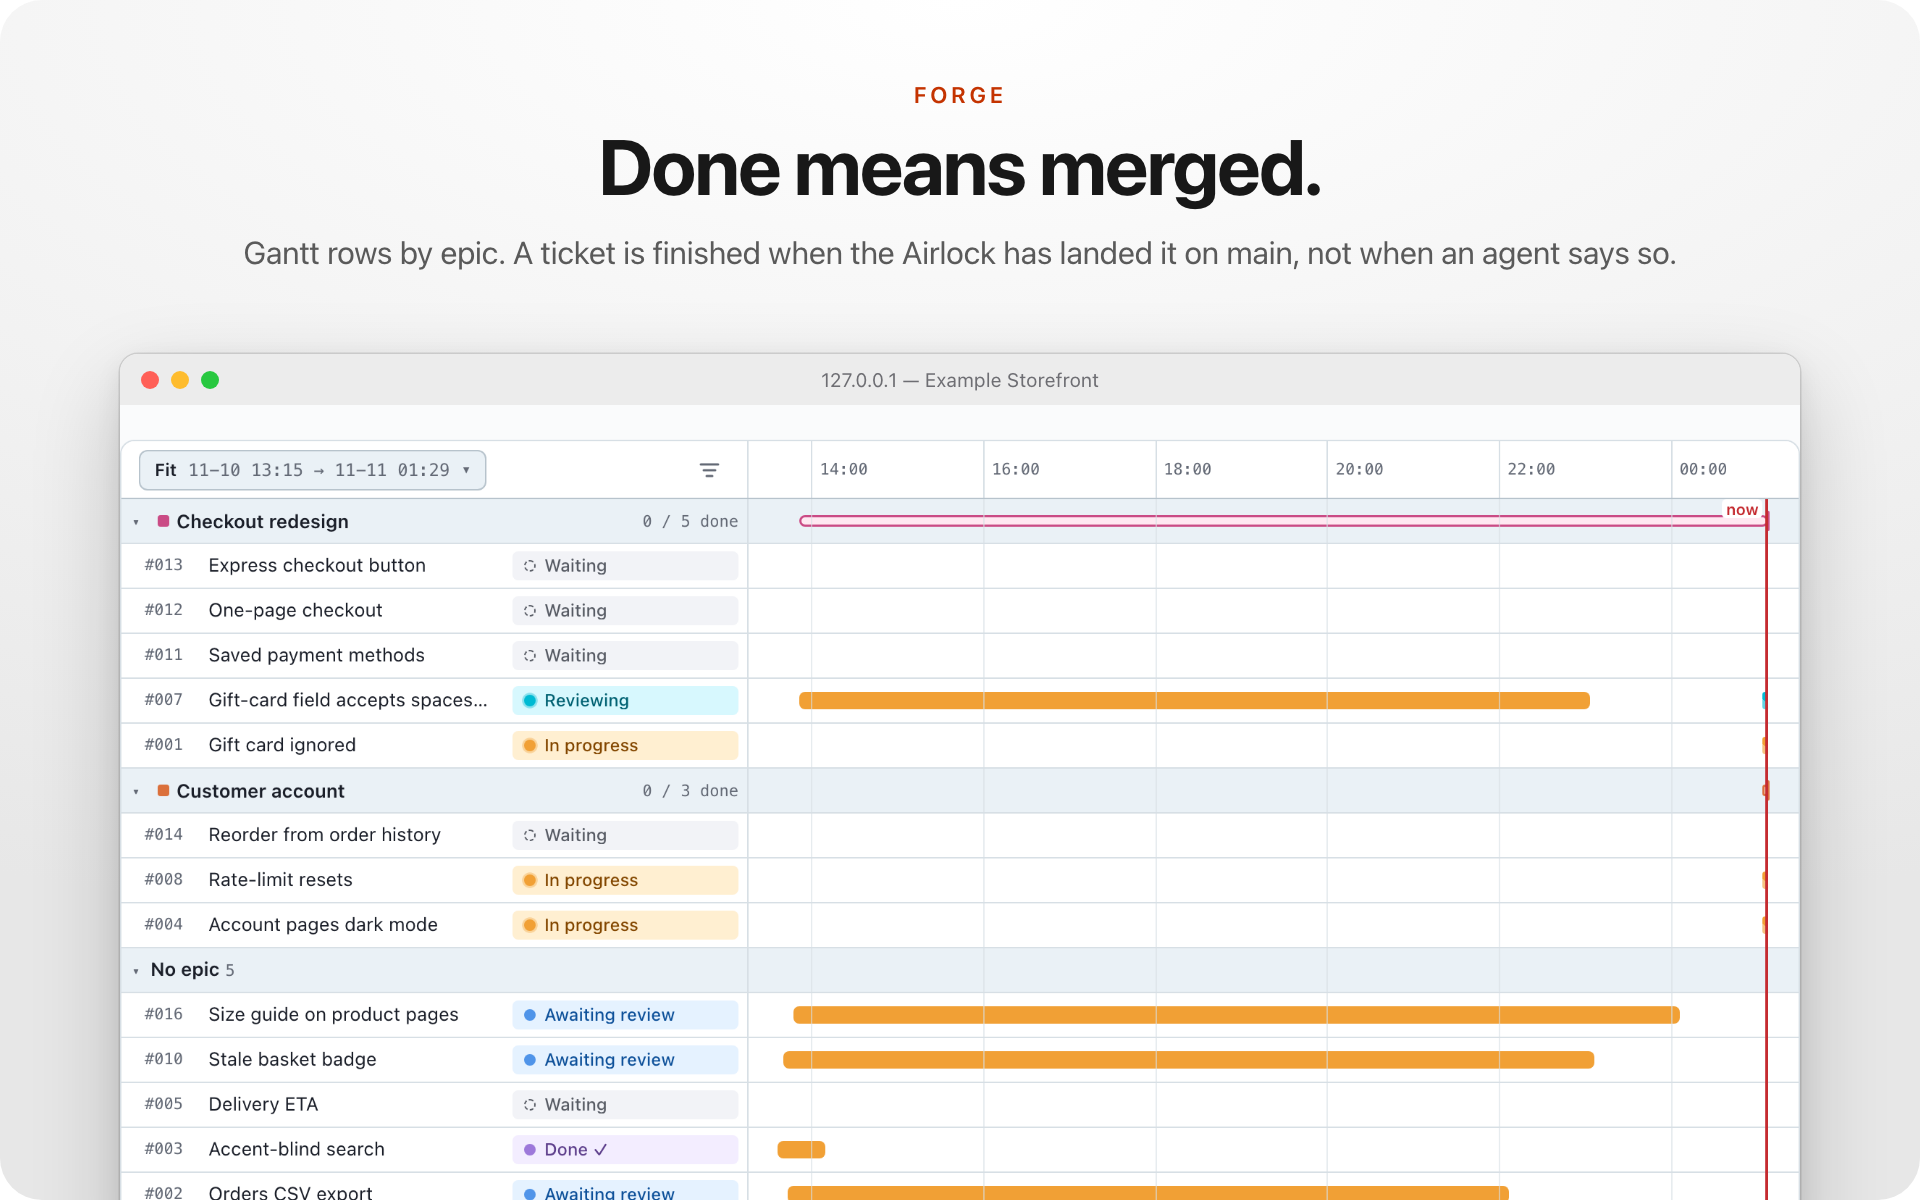 FORGE
Done means merged.
Gantt rows by epic. A ticket is finished when the Airlock has landed it on main, not when an agent says so.
127.0.0.1 — Example Storefront
Fit 11-10 13:15 → 11-11 01:29 14:00 16:00 18:00 20:00 22:00 00:00
now
Checkout redesign 0 / 5 done
#013 Express checkout button Waiting
#012 One-page checkout Waiting
#011 Saved payment methods Waiting
#007 Gift-card field accepts spaces... Reviewing
#001 Gift card ignored In progress
Customer account 0 / 3 done
#014 Reorder from order history Waiting
#008 Rate-limit resets In progress
#004 Account pages dark mode In progress
No epic 5
#016 Size guide on product pages Awaiting review
#010 Stale basket badge Awaiting review
#005 Delivery ETA Waiting
#003 Accent-blind search Done ✓
#002 Orders CSV export Awaiting review